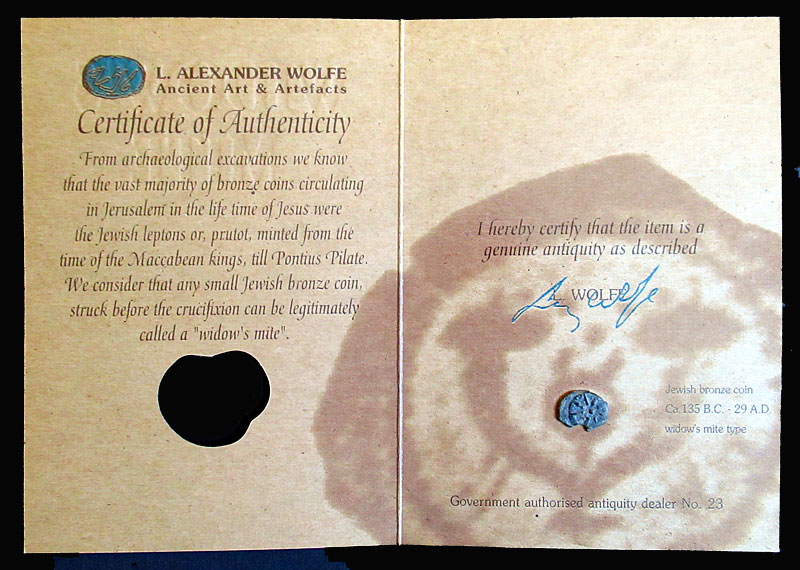 L. ALEXANDER WOLFE
Ancient Art & Artefacts
Certificate of Authenticity
From archaeological excavations we know
that the vast majority of bronze coins circulating
in Jerusalem in the life time of Jesus were
the Jewish leptons or, prutot, minted from the
time of the Maccabean kings, till Pontius Pilate.
We consider that any small Jewish bronze coin,
struck before the crucifixion can be legitimately
called a "widow's mite".
I hereby certify that the item is a
genuine antiquity as described
L. WOLFE
Jewish bronze coin
Ca. 135 B.C. - 29 A.D.
widow's mite type
Government authorised antiquity dealer No. 23